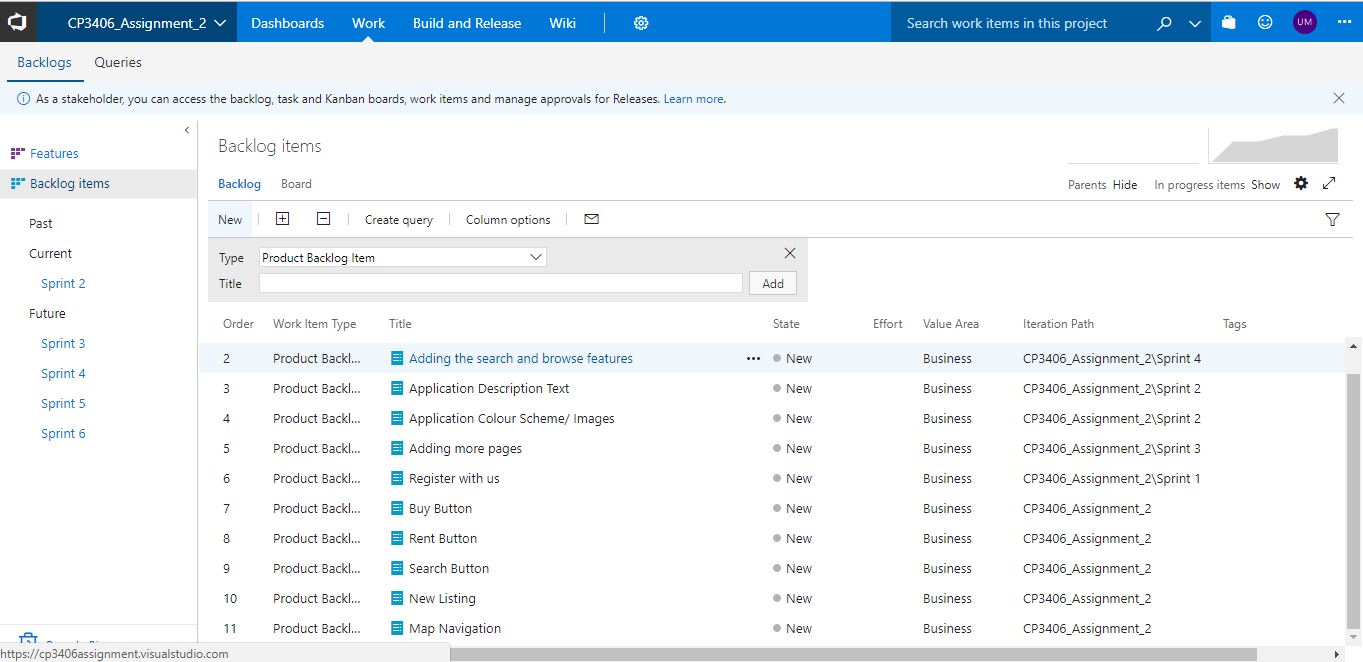 CP3406_Assignment_2 Dashboards Work Build and Release Wiki Search work items in this project UM
Backlogs Queries
As a stakeholder, you can access the backlog, task and Kanban boards, work items and manage approvals for Releases. Learn more.
Features
Backlog items
Past
Current
Sprint 2
Future
Sprint 3
Sprint 4
Sprint 5
Sprint 6
https://cp3406assignment.visualstudio.com
Backlog items
Backlog Board
Parents Hide In progress items Show
New Create query Column options
Type Product Backlog Item
Title Add
Order Work Item Type Title State Effort Value Area Iteration Path Tags
2 Product Backl... Adding the search and browse features ... New Business CP3406_Assignment_2\Sprint 4
3 Product Backl... Application Description Text New Business CP3406_Assignment_2\Sprint 2
4 Product Backl... Application Colour Scheme/ Images New Business CP3406_Assignment_2\Sprint 2
5 Product Backl... Adding more pages New Business CP3406_Assignment_2\Sprint 3
6 Product Backl... Register with us New Business CP3406_Assignment_2\Sprint 1
7 Product Backl... Buy Button New Business CP3406_Assignment_2
8 Product Backl... Rent Button New Business CP3406_Assignment_2
9 Product Backl... Search Button New Business CP3406_Assignment_2
10 Product Backl... New Listing New Business CP3406_Assignment_2
11 Product Backl... Map Navigation New Business CP3406_Assignment_2